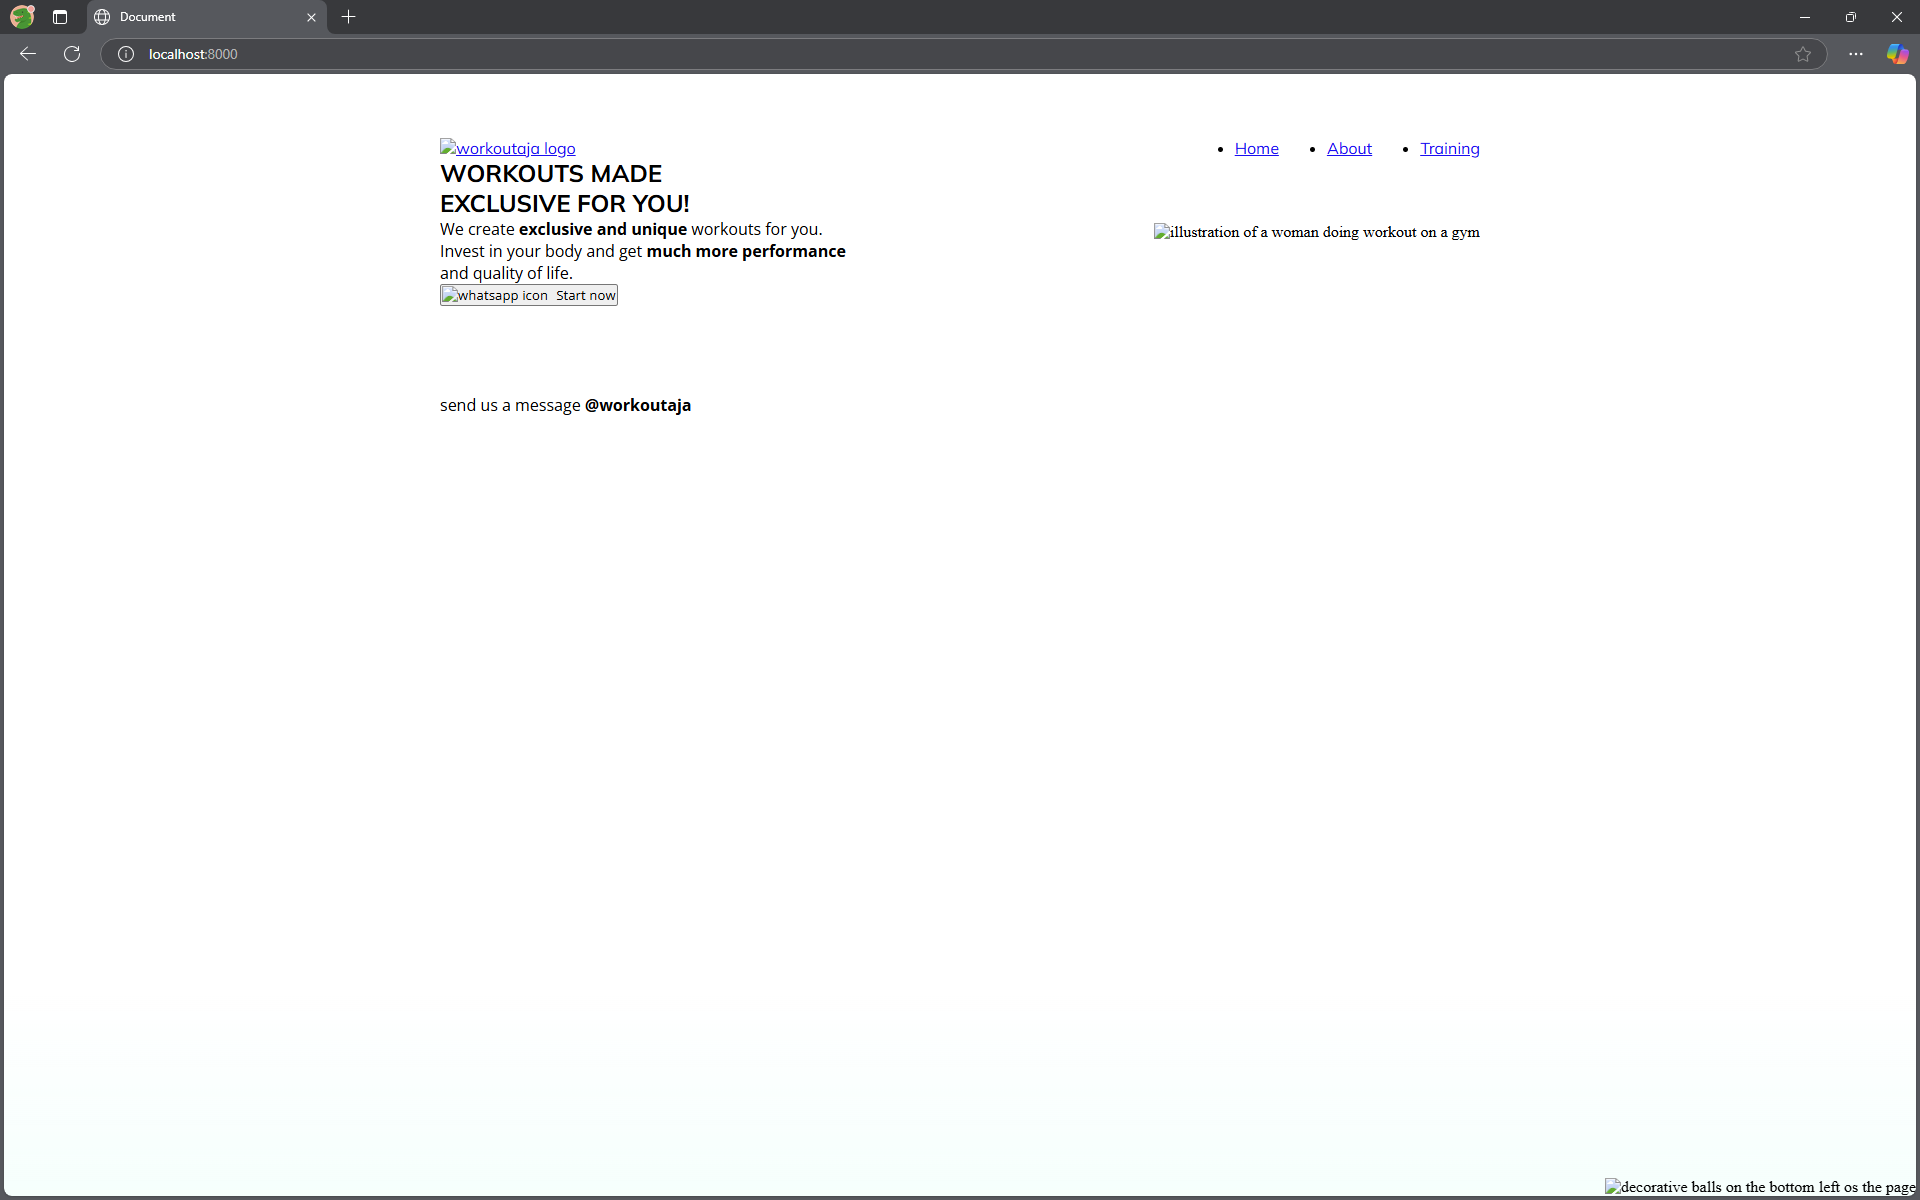 Document
localhost:8000
workoutaja logo
Home
About
Training
WORKOUTS MADE
EXCLUSIVE FOR YOU!
We create exclusive and unique workouts for you.
Invest in your body and get much more performance
and quality of life.
illustration of a woman doing workout on a gym
whatsapp icon Start now
send us a message @workoutaja
decorative balls on the bottom left os the page